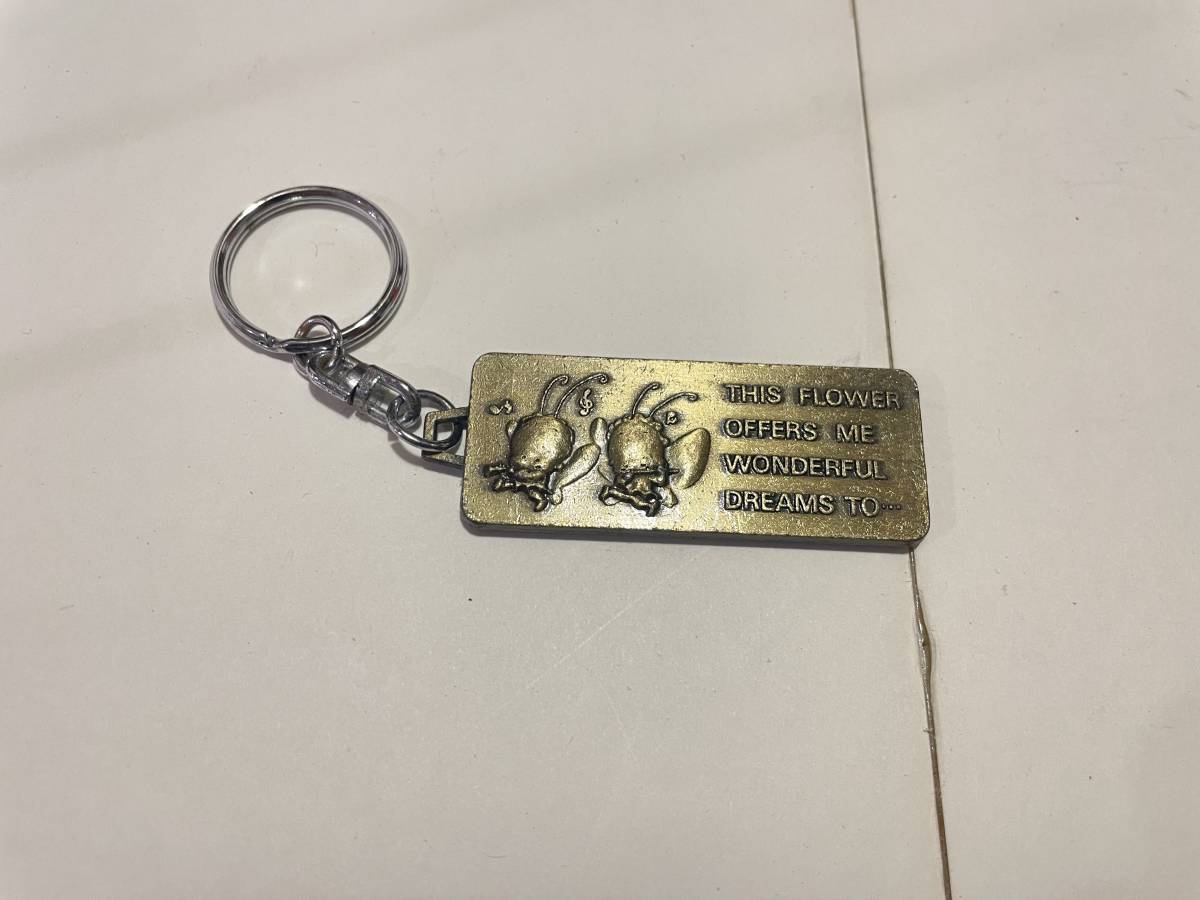 THIS FLOWER
OFFERS ME
WONDERFUL
DREAMS TO…